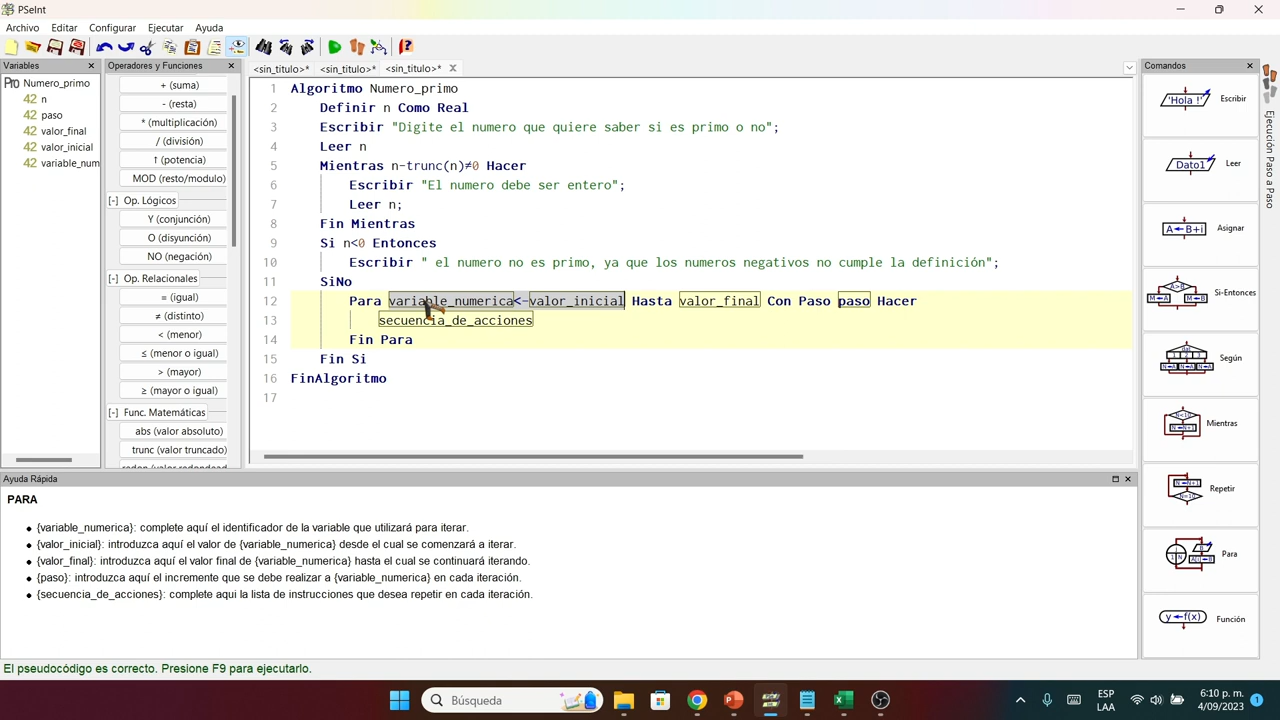 PSeInt
Archivo Editar Configurar Ejecutar Ayuda
Variables
Numero_primo
42 n
42 paso
42 valor_final
42 valor_inicial
42 variable_num
Operadores y Funciones
+ (suma)
- (resta)
* (multiplicación)
/ (división)
↑ (potencia)
MOD (resto/modulo)
[-] Op. Lógicos
Y (conjunción)
O (disyunción)
NO (negación)
[-] Op. Relacionales
= (igual)
≠ (distinto)
< (menor)
≤ (menor o igual)
> (mayor)
≥ (mayor o igual)
[-] Func. Matemáticas
abs (valor absoluto)
trunc (valor truncado)
<sin_titulo>* <sin_titulo>* <sin_titulo>*
1 Algoritmo Numero_primo
2 Definir n Como Real
3 Escribir "Digite el numero que quiere saber si es primo o no";
4 Leer n
5 Mientras n-trunc(n)≠0 Hacer
6 Escribir "El numero debe ser entero";
7 Leer n;
8 Fin Mientras
9 Si n<0 Entonces
10 Escribir " el numero no es primo, ya que los numeros negativos no cumple la definición";
11 SiNo
12 Para variable_numerica<-valor_inicial Hasta valor_final Con Paso paso Hacer
13 secuencia_de_acciones
14 Fin Para
15 Fin Si
16 FinAlgoritmo
17
Comandos
'Hola !' Escribir
Dato1 Leer
A←B+i Asignar
Si-Entonces
Según
Mientras
Repetir
Para
y←f(x) Función
Ejecución Paso a Paso
Ayuda Rápida
PARA
• {variable_numerica}: complete aquí el identificador de la variable que utilizará para iterar.
• {valor_inicial}: introduzca aquí el valor de {variable_numerica} desde el cual se comenzará a iterar.
• {valor_final}: introduzca aquí el valor final de {variable_numerica} hasta el cual se continuará iterando.
• {paso}: introduzca aquí el incremente que se debe realizar a {variable_numerica} en cada iteración.
• {secuencia_de_acciones}: complete aqui la lista de instrucciones que desea repetir en cada iteración.
El pseudocódigo es correcto. Presione F9 para ejecutarlo.
Búsqueda
ESP
LAA
6:10 p. m.
4/09/2023
1